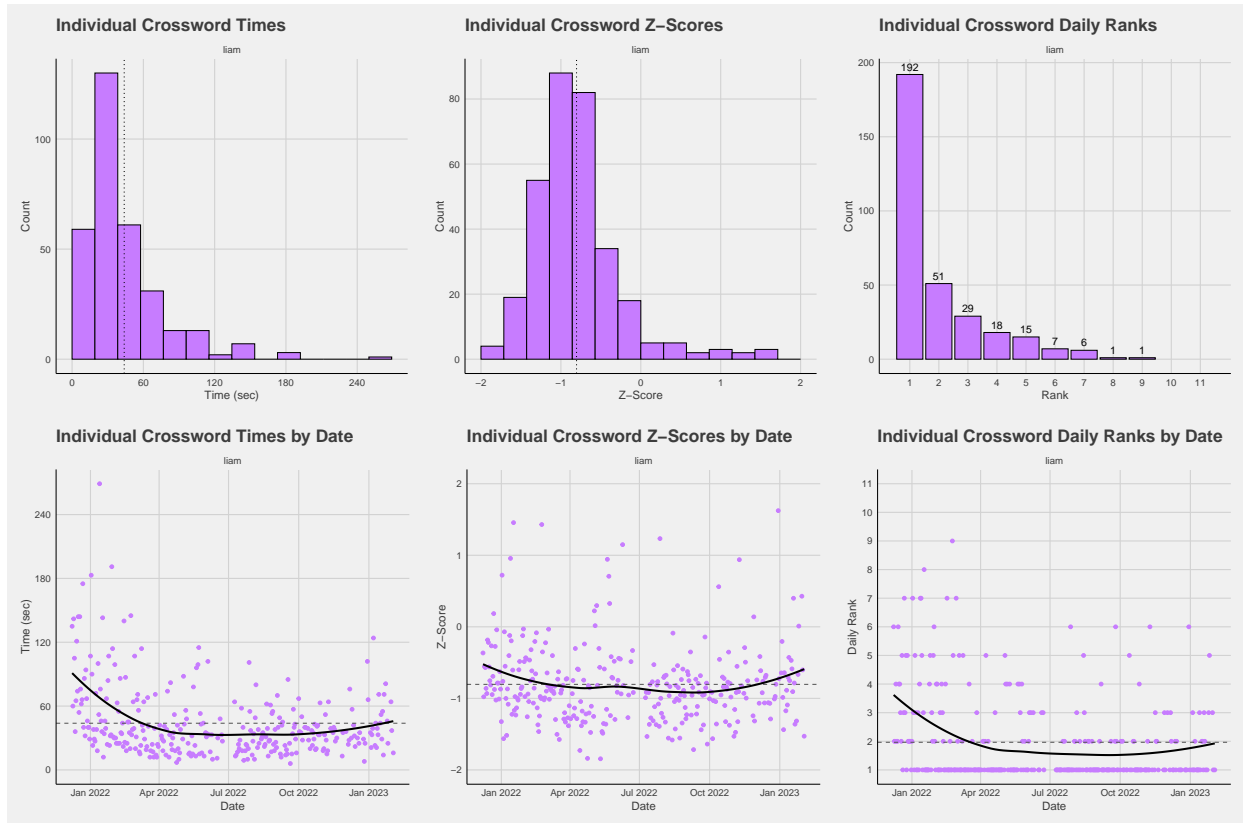 Individual Crossword Times
liam
Count
100
50
0
0 60 120 180 240
Time (sec)
Individual Crossword Z−Scores
liam
Count
80
60
40
20
0
−2 −1 0 1 2
Z−Score
Individual Crossword Daily Ranks
liam
Count
200
150
100
50
0
192
51
29
18
15
7
6
1
1
1 2 3 4 5 6 7 8 9 10 11
Rank
Individual Crossword Times by Date
liam
Time (sec)
240
180
120
60
0
Jan 2022 Apr 2022 Jul 2022 Oct 2022 Jan 2023
Date
Individual Crossword Z−Scores by Date
liam
Z−Score
2
1
0
−1
−2
Jan 2022 Apr 2022 Jul 2022 Oct 2022 Jan 2023
Date
Individual Crossword Daily Ranks by Date
liam
Daily Rank
11
10
9
8
7
6
5
4
3
2
1
Jan 2022 Apr 2022 Jul 2022 Oct 2022 Jan 2023
Date